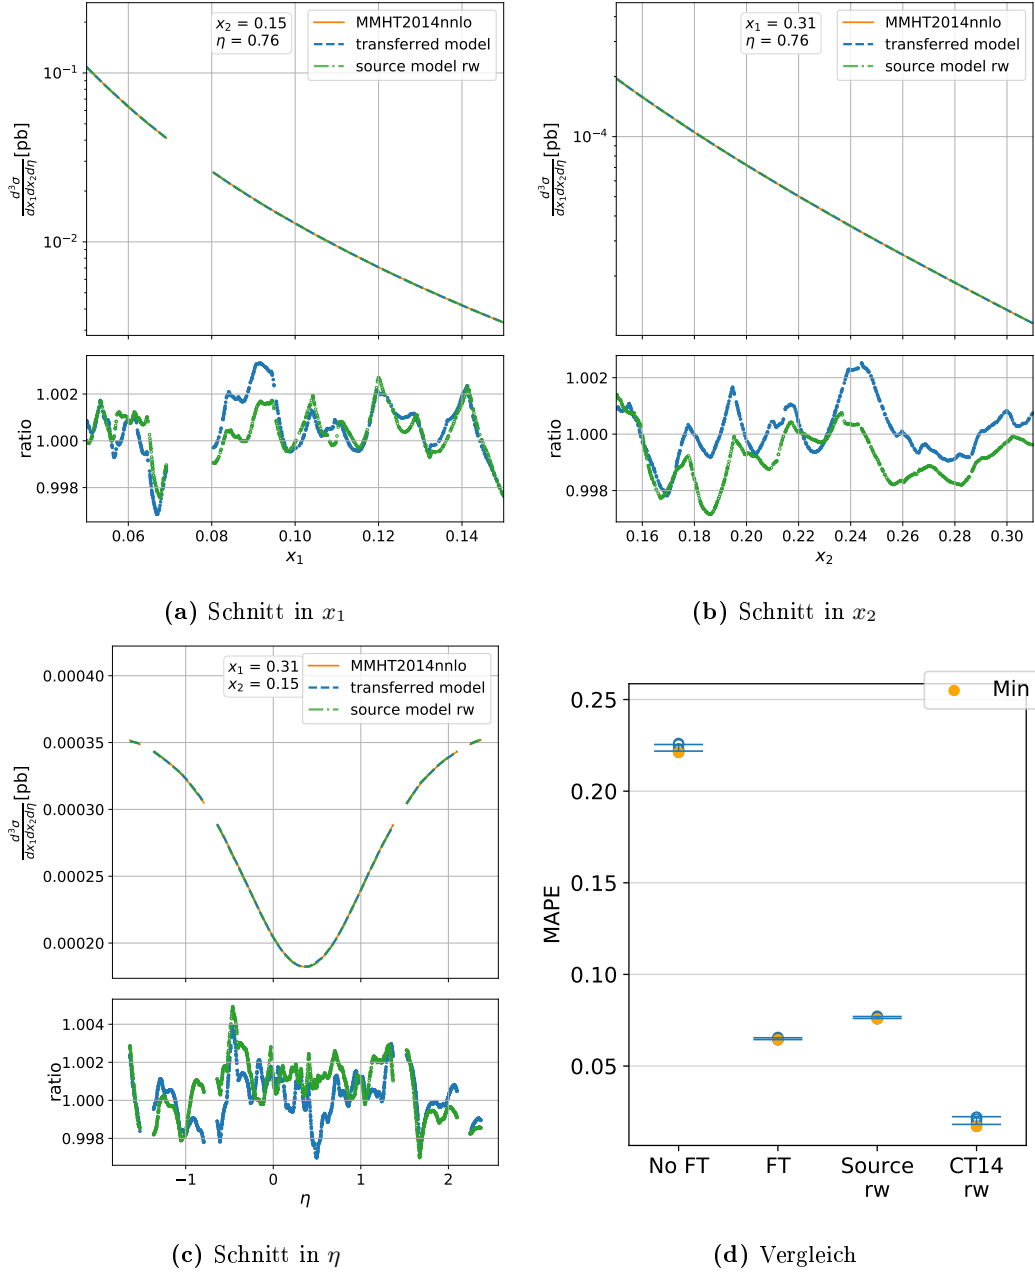 x₂ = 0.15
η = 0.76
MMHT2014nnlo
transferred model
source model rw
10⁻¹
10⁻²
d³σ/dx₁dx₂dη [pb]
1.002
1.000
0.998
ratio
0.06 0.08 0.10 0.12 0.14
x₁
(a) Schnitt in x₁
x₁ = 0.31
η = 0.76
MMHT2014nnlo
transferred model
source model rw
10⁻⁴
d³σ/dx₁dx₂dη [pb]
1.002
1.000
0.998
ratio
0.16 0.18 0.20 0.22 0.24 0.26 0.28 0.30
x₂
(b) Schnitt in x₂
x₁ = 0.31
x₂ = 0.15
MMHT2014nnlo
transferred model
source model rw
0.00040
0.00035
0.00030
0.00025
0.00020
d³σ/dx₁dx₂dη [pb]
1.004
1.002
1.000
0.998
ratio
−1 0 1 2
η
(c) Schnitt in η
Min
0.25
0.20
0.15
0.10
0.05
MAPE
No FT FT Source rw CT14 rw
(d) Vergleich